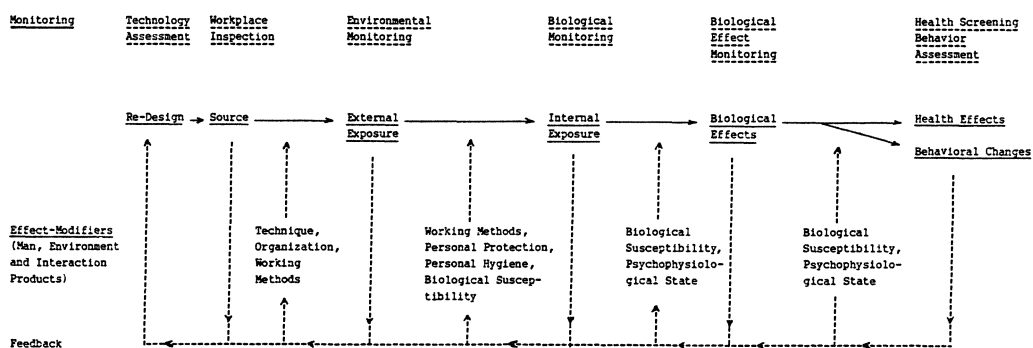 Monitoring
Technology
Assessment
Workplace
Inspection
Environmental
Monitoring
Biological
Monitoring
Biological
Effect
Monitoring
Health Screening
Behavior
Assessment
Re-Design
Source
External
Exposure
Internal
Exposure
Biological
Effects
Health Effects
Behavioral Changes
Effect-Modifiers
(Man, Environment
and Interaction
Products)
Technique,
Organization,
Working
Methods
Working Methods,
Personal Protection,
Personal Hygiene,
Biological Suscep-
tibility
Biological
Susceptibility,
Psychophysiolo-
gical State
Biological
Susceptibility,
Psychophysiolo-
gical State
Feedback